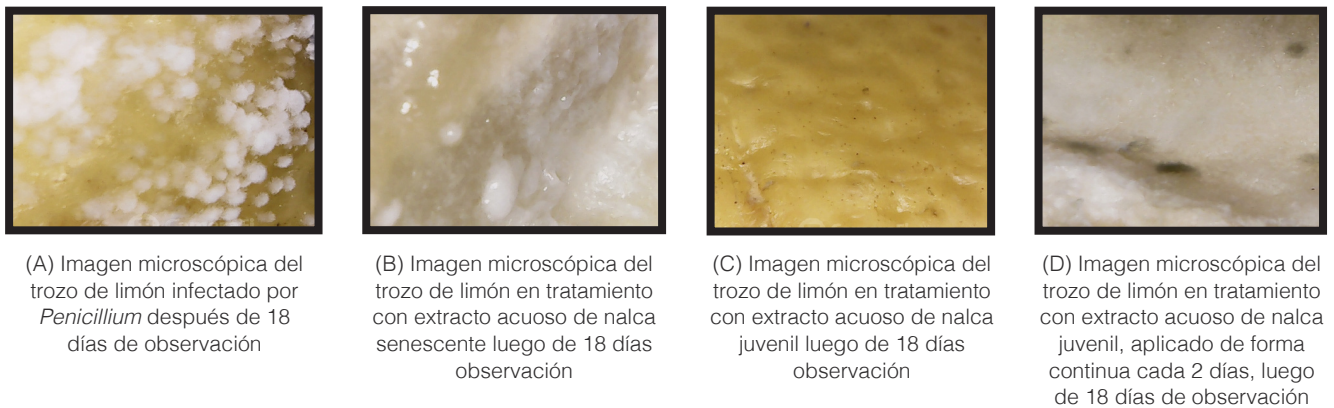 (A) Imagen microscópica del
trozo de limón infectado por
Penicillium después de 18
días de observación
(B) Imagen microscópica del
trozo de limón en tratamiento
con extracto acuoso de nalca
senescente luego de 18 días
observación
(C) Imagen microscópica del
trozo de limón en tratamiento
con extracto acuoso de nalca
juvenil luego de 18 días
observación
(D) Imagen microscópica del
trozo de limón en tratamiento
con extracto acuoso de nalca
juvenil, aplicado de forma
continua cada 2 días, luego
de 18 días de observación